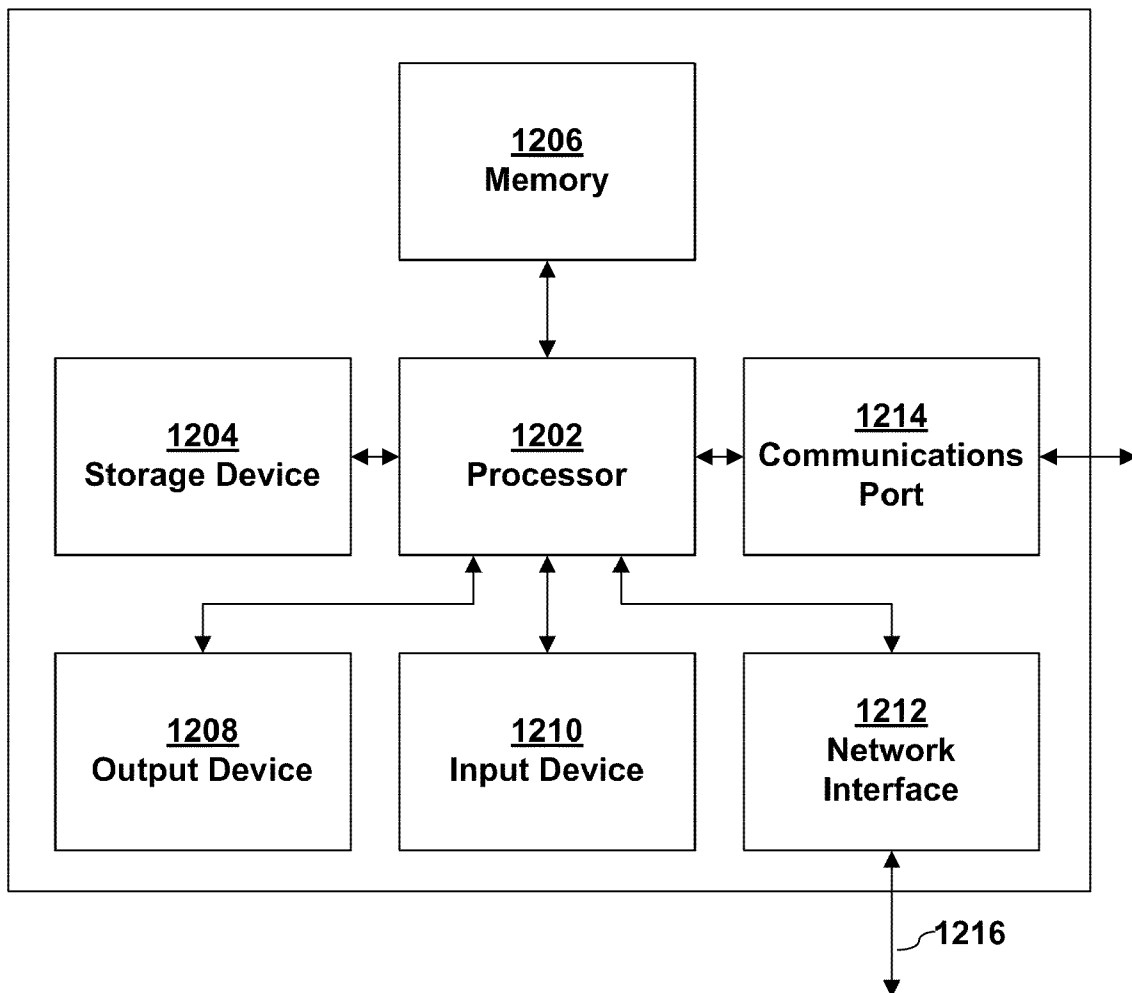 1206
Memory
1204
Storage Device
1202
Processor
1214
Communications
Port
1208
Output Device
1210
Input Device
1212
Network
Interface
1216